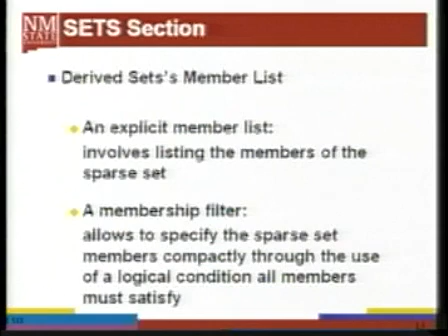 NM
STATE
SETS Section
Derived Sets's Member List
An explicit member list:
involves listing the members of the
sparse set
A membership filter:
allows to specify the sparse set
members compactly through the use
of a logical condition all members
must satisfy